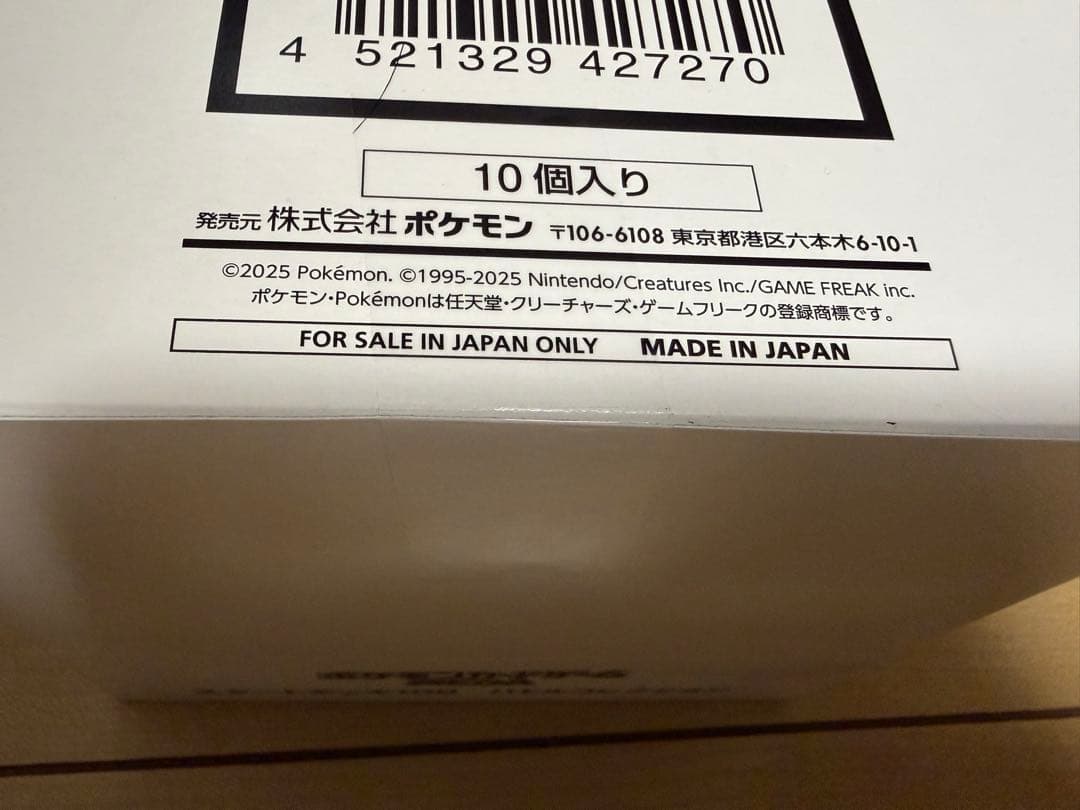 4 521329 427270
10個入り
発売元 株式会社 ポケモン 〒106-6108 東京都港区六本木6-10-1
©2025 Pokémon. ©1995-2025 Nintendo/Creatures Inc./GAME FREAK inc.
ポケモン・Pokémonは任天堂・クリーチャーズ・ゲームフリークの登録商標です。
FOR SALE IN JAPAN ONLY MADE IN JAPAN